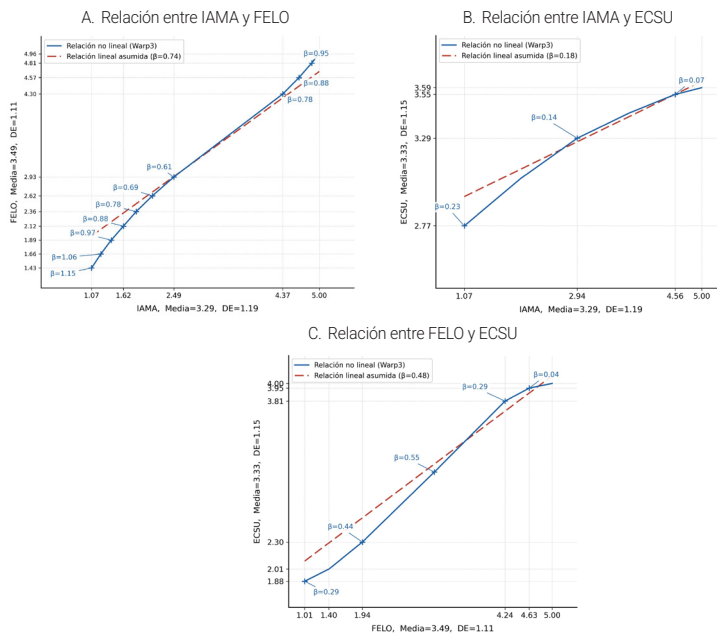 A. Relación entre IAMA y FELO
Relación no lineal (Warp3)
Relación lineal asumida (β=0.74)
FELO, Media=3.49, DE=1.11
4.96
4.81
4.57
4.30
2.93
2.62
2.36
2.12
1.89
1.66
1.43
β=0.95
β=0.88
β=0.78
β=0.61
β=0.69
β=0.78
β=0.88
β=0.97
β=1.06
β=1.15
1.07 1.62 2.49 4.37 5.00
IAMA, Media=3.29, DE=1.19
B. Relación entre IAMA y ECSU
Relación no lineal (Warp3)
Relación lineal asumida (β=0.18)
ECSU, Media=3.33, DE=1.15
3.59
3.55
3.29
2.77
β=0.07
β=0.14
β=0.23
1.07 2.94 4.56 5.00
IAMA, Media=3.29, DE=1.19
C. Relación entre FELO y ECSU
Relación no lineal (Warp3)
Relación lineal asumida (β=0.48)
ECSU, Media=3.33, DE=1.15
4.00
3.95
3.81
2.30
2.01
1.88
β=0.04
β=0.29
β=0.55
β=0.44
β=0.29
1.01 1.40 1.94 4.24 4.63 5.00
FELO, Media=3.49, DE=1.11